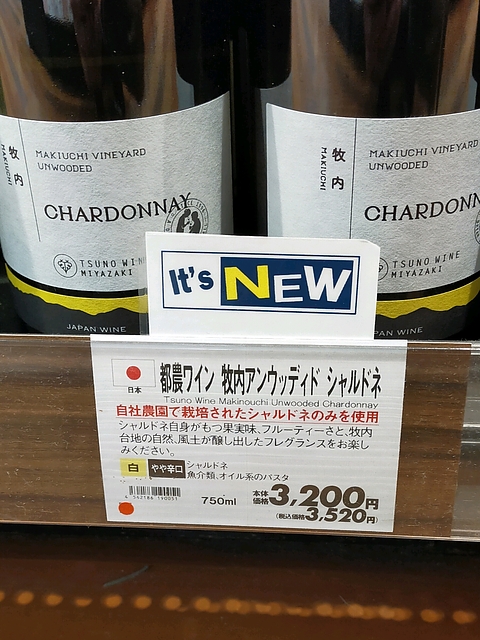 牧内
MAKIUCHI
MAKIUCHI VINEYARD
UNWOODED
CHARDONNAY
TSUNO WINE
MIYAZAKI
JAPAN WINE
牧内
MAKIUCHI
MAKIUCHI VINEYARD
UNWOODED
CHARDONN
TSUNO WINE
MIYAZAKI
PAN WINE
It's NEW
日本
都農ワイン 牧内アンウッディド シャルドネ
Tsuno Wine Makinouchi Unwooded Chardonnay
自社農園で栽培されたシャルドネのみを使用
シャルドネ自身がもつ果実味、フルーティーさと、牧内
台地の自然、風土が醸し出したフレグランスをお楽し
みください。
白 やや辛口 シャルドネ
魚介類、オイル系のパスタ
4 562186 190051
750ml
本体価格 3,200円
(税込価格 3,520円)